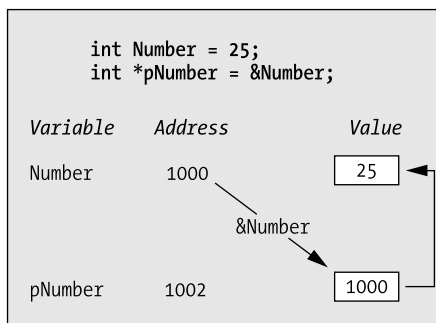 int Number = 25;
int *pNumber = &Number;
Variable Address Value
Number 1000 25
&Number
pNumber 1002 1000